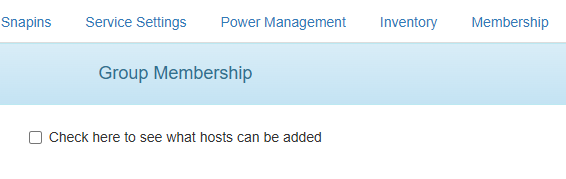 Snapins Service Settings Power Management Inventory Membership
Group Membership
Check here to see what hosts can be added